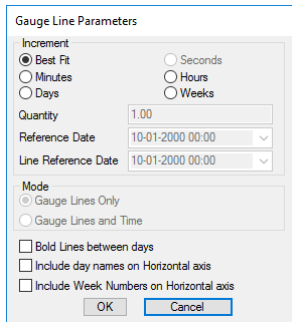 Gauge Line Parameters
Increment
Best Fit Seconds
Minutes Hours
Days Weeks
Quantity 1.00
Reference Date 10-01-2000 00:00
Line Reference Date 10-01-2000 00:00
Mode
Gauge Lines Only
Gauge Lines and Time
Bold Lines between days
Include day names on Horizontal axis
Include Week Numbers on Horizontal axis
OK Cancel